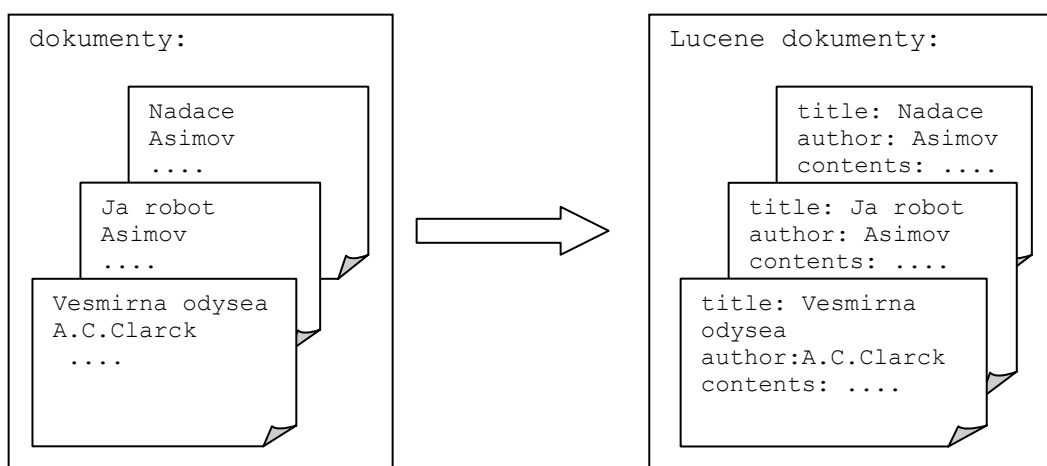 dokumenty:
Nadace
Asimov
....
Ja robot
Asimov
....
Vesmirna odysea
A.C.Clarck
....
Lucene dokumenty:
title: Nadace
author: Asimov
contents: ....
title: Ja robot
author: Asimov
contents: ....
title: Vesmirna
odysea
author:A.C.Clarck
contents: ....